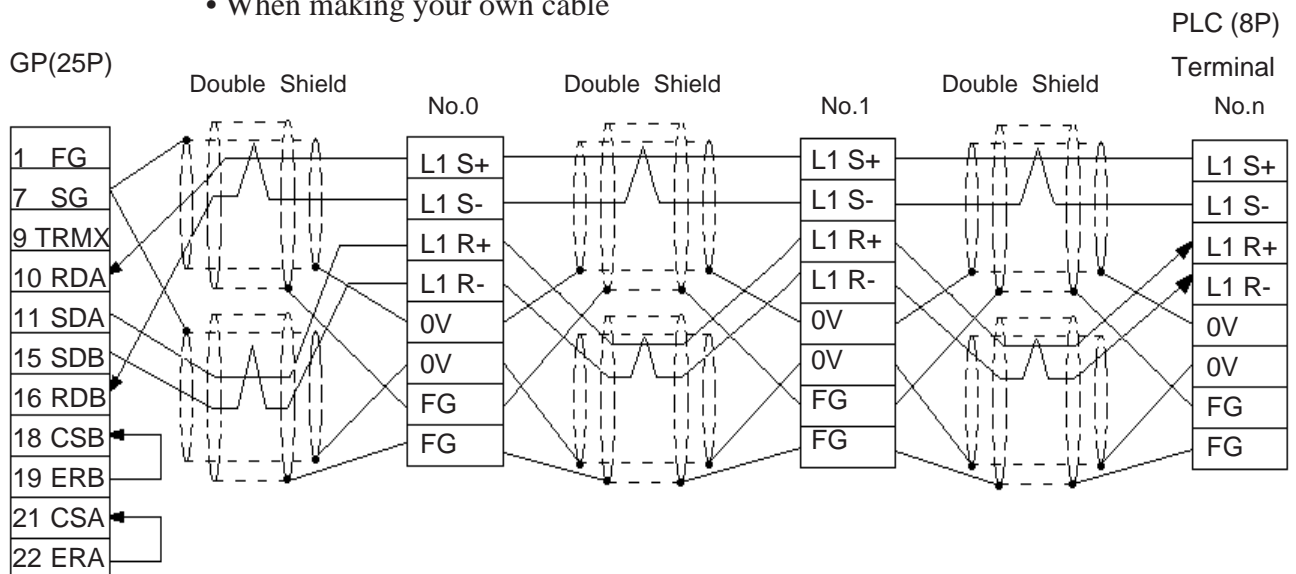 • When making your own cable
PLC (8P)
GP(25P)
Terminal
Double Shield
Double Shield
Double Shield
No.0
No.1
No.n
1 FG
7 SG
9 TRMX
10 RDA
11 SDA
15 SDB
16 RDB
18 CSB
19 ERB
21 CSA
22 ERA
L1 S+
L1 S-
L1 R+
L1 R-
0V
0V
FG
FG
L1 S+
L1 S-
L1 R+
L1 R-
0V
0V
FG
FG
L1 S+
L1 S-
L1 R+
L1 R-
0V
0V
FG
FG